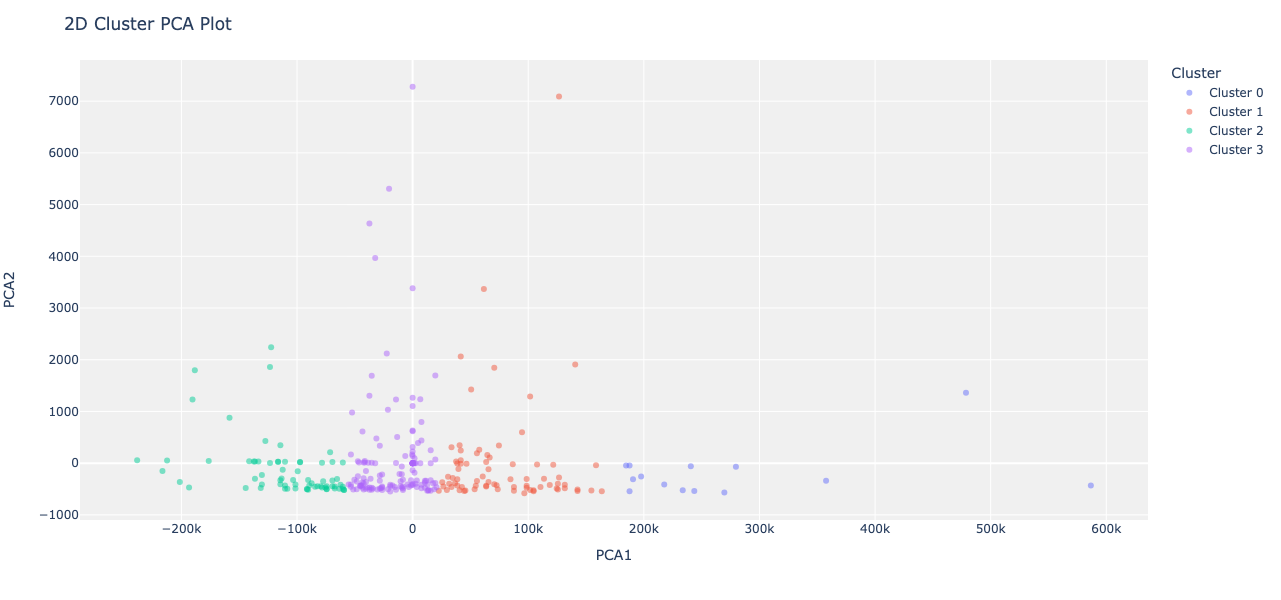 2D Cluster PCA Plot
Cluster
Cluster 0
Cluster 1
Cluster 2
Cluster 3
7000
6000
5000
4000
3000
2000
1000
0
−1000
PCA2
−200k −100k 0 100k 200k 300k 400k 500k 600k
PCA1